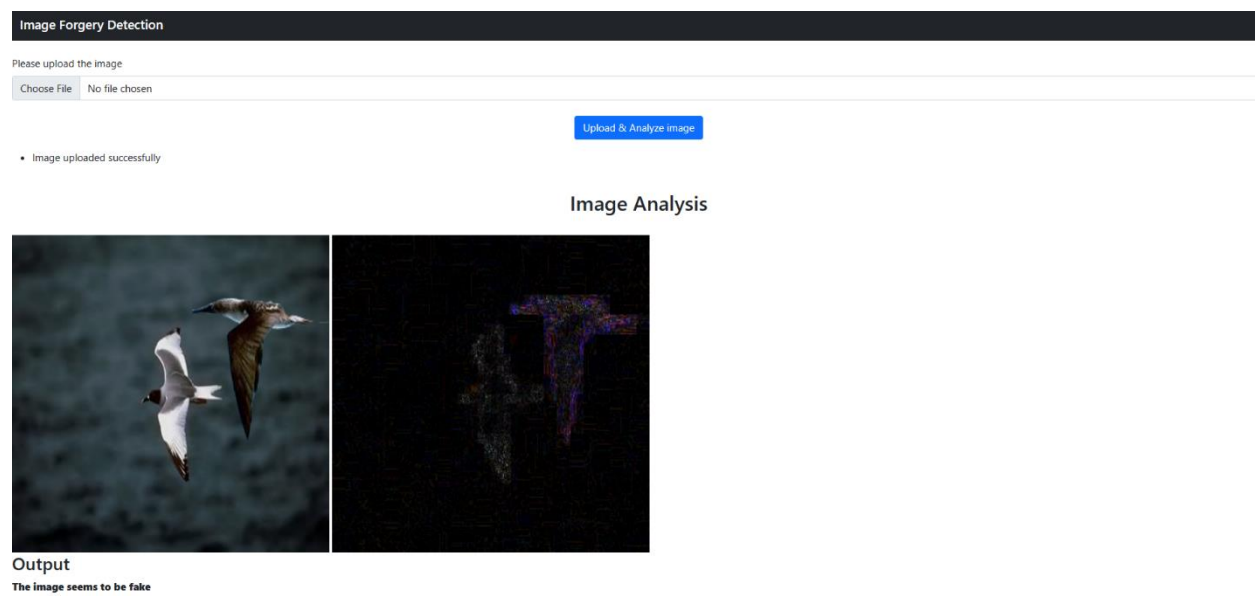 Image Forgery Detection
Please upload the image
Choose File No file chosen
Upload & Analyze image
Image uploaded successfully
Image Analysis
Output
The image seems to be fake